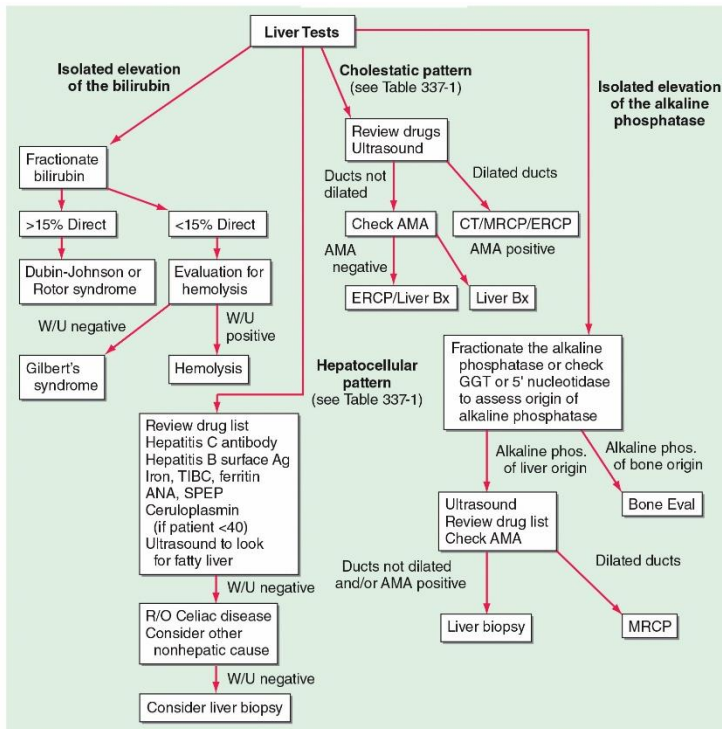 Liver Tests
Isolated elevation
of the bilirubin
Cholestatic pattern
(see Table 337-1)
Isolated elevation
of the alkaline
phosphatase
Fractionate
bilirubin
>15% Direct
<15% Direct
Dubin-Johnson or
Rotor syndrome
Evaluation for
hemolysis
W/U negative
W/U
positive
Gilbert's
syndrome
Hemolysis
Review drugs
Ultrasound
Ducts not
dilated
Dilated ducts
Check AMA
CT/MRCP/ERCP
AMA
negative
AMA positive
ERCP/Liver Bx
Liver Bx
Hepatocellular
pattern
(see Table 337-1)
Review drug list
Hepatitis C antibody
Hepatitis B surface Ag
Iron, TIBC, ferritin
ANA, SPEP
Ceruloplasmin
(if patient <40)
Ultrasound to look
for fatty liver
W/U negative
R/O Celiac disease
Consider other
nonhepatic cause
W/U negative
Consider liver biopsy
Fractionate the alkaline
phosphatase or check
GGT or 5' nucleotidase
to assess origin of
alkaline phosphatase
Alkaline phos.
of liver origin
Alkaline phos.
of bone origin
Ultrasound
Review drug list
Check AMA
Bone Eval
Ducts not dilated
and/or AMA positive
Dilated ducts
Liver biopsy
MRCP